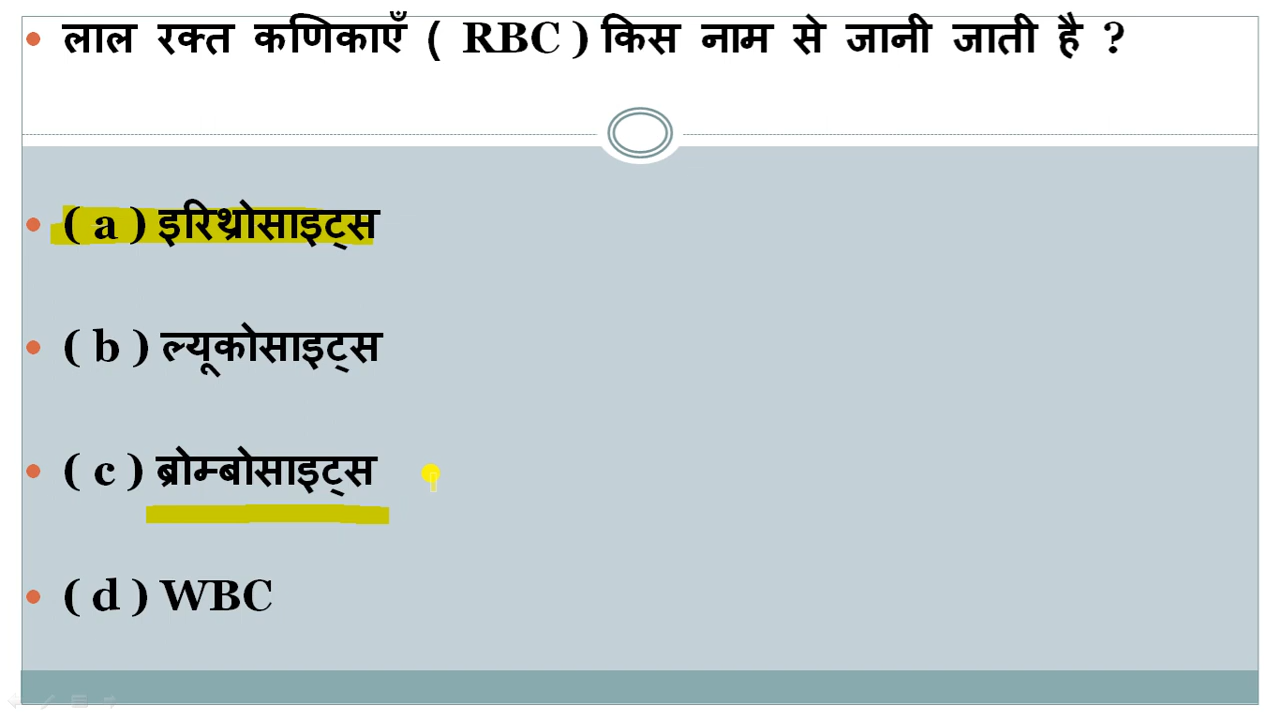 लाल रक्त कणिकाएँ ( RBC ) किस नाम से जानी जाती है ?
( a ) इरिथ्रोसाइट्स
( b ) ल्यूकोसाइट्स
( c ) ब्रोम्बोसाइट्स
( d ) WBC